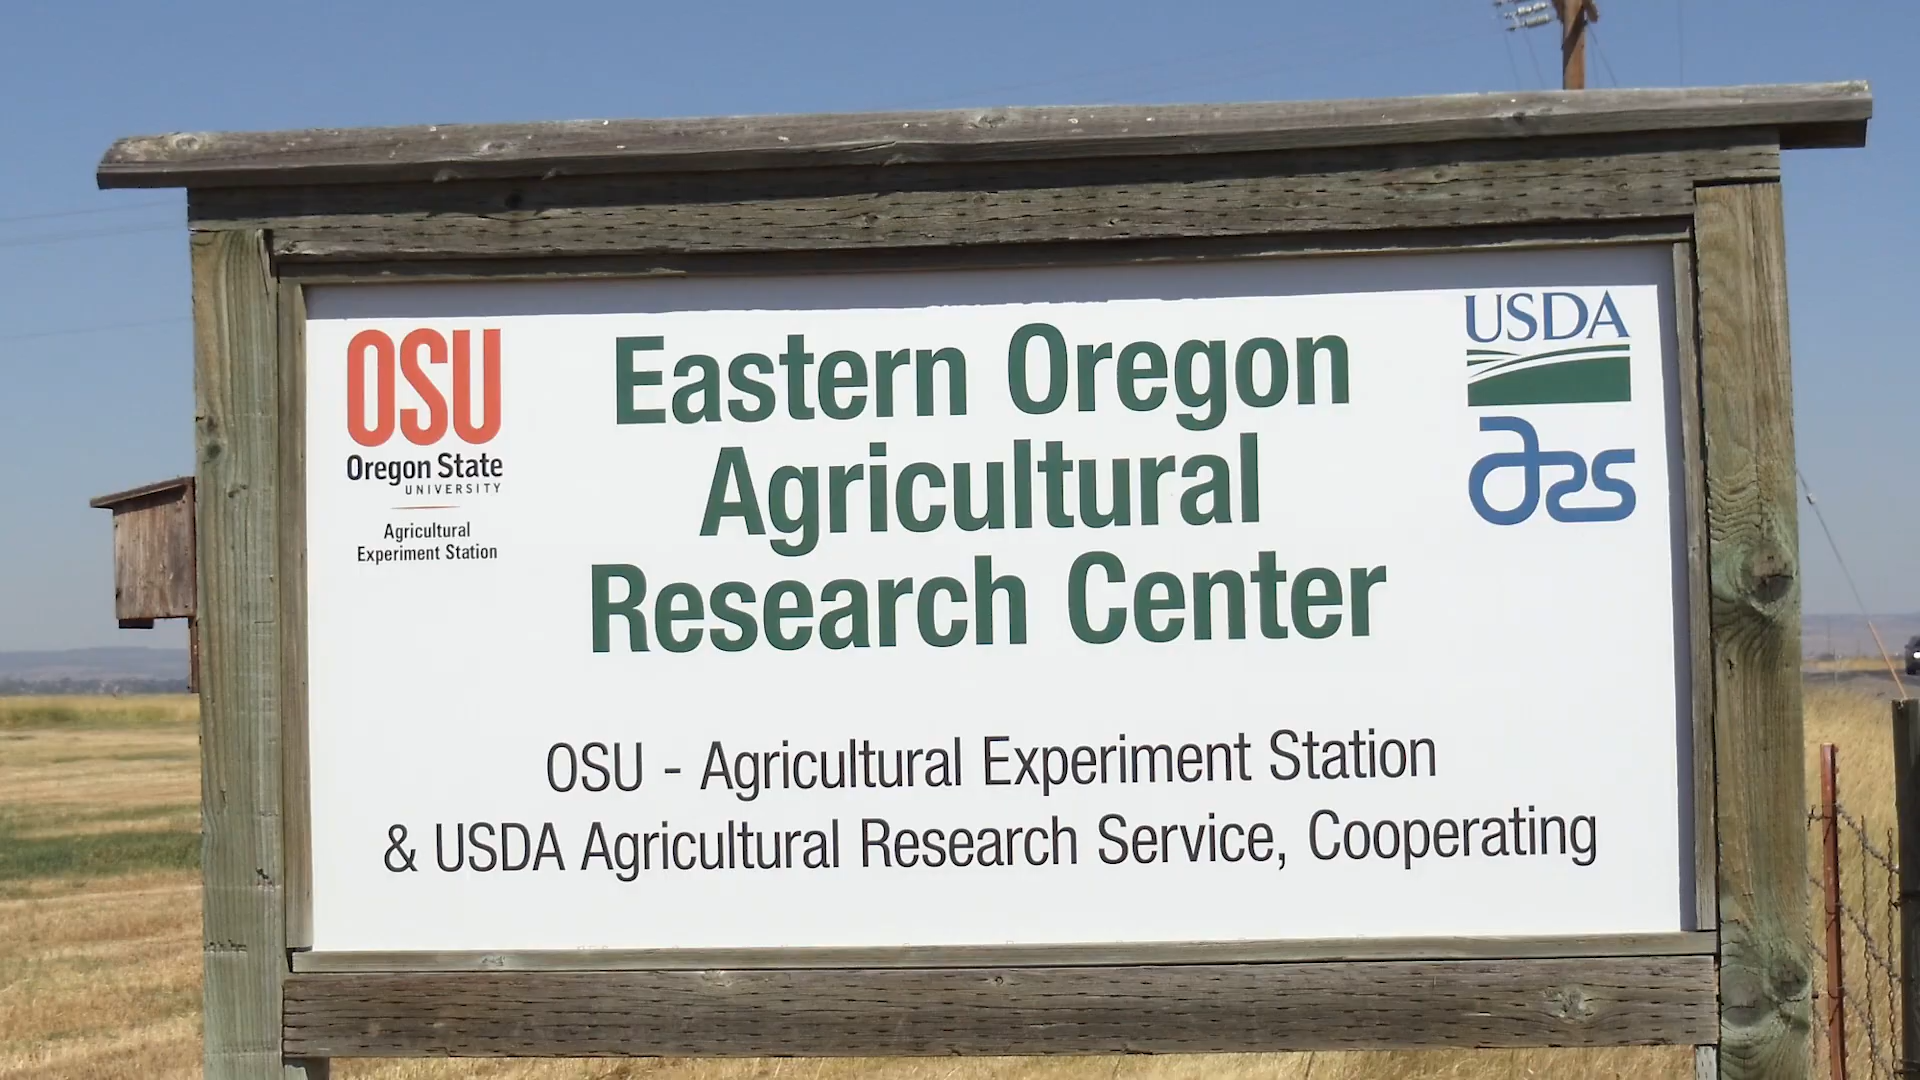 OSU
Oregon State
UNIVERSITY
Agricultural
Experiment Station
Eastern Oregon
Agricultural
Research Center
USDA
ars
OSU - Agricultural Experiment Station
& USDA Agricultural Research Service, Cooperating